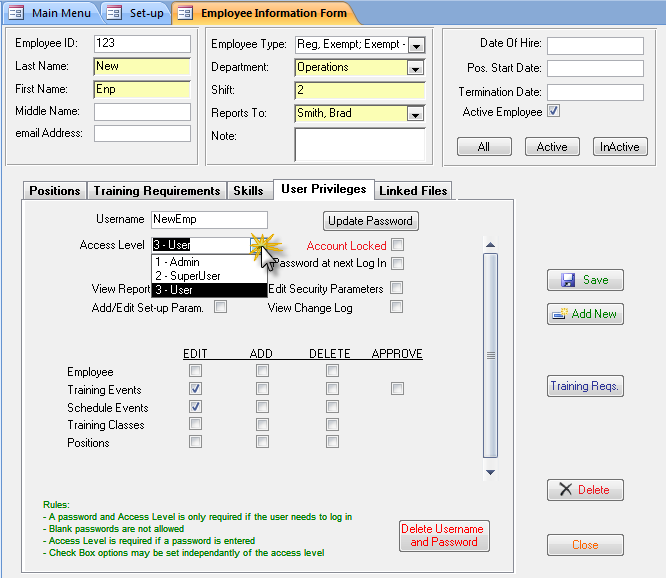 Main Menu Set-up Employee Information Form
Employee ID: 123
Last Name: New
First Name: Enp
Middle Name:
email Address:
Employee Type: Reg, Exempt; Exempt -
Department: Operations
Shift: 2
Reports To: Smith, Brad
Note:
Date Of Hire:
Pos. Start Date:
Termination Date:
Active Employee
All Active InActive
Positions Training Requirements Skills User Privileges Linked Files
Username NewEmp Update Password
Access Level 3 - User Account Locked
1 - Admin Password at next Log In
2 - SuperUser
View Report 3 - User Edit Security Parameters
Add/Edit Set-up Param. View Change Log
EDIT ADD DELETE APPROVE
Employee
Training Events
Schedule Events
Training Classes
Positions
Rules:
- A password and Access Level is only required if the user needs to log in
- Blank passwords are not allowed
- Access Level is required if a password is entered
- Check Box options may be set independantly of the access level
Delete Username
and Password
Save
Add New
Training Reqs.
Delete
Close